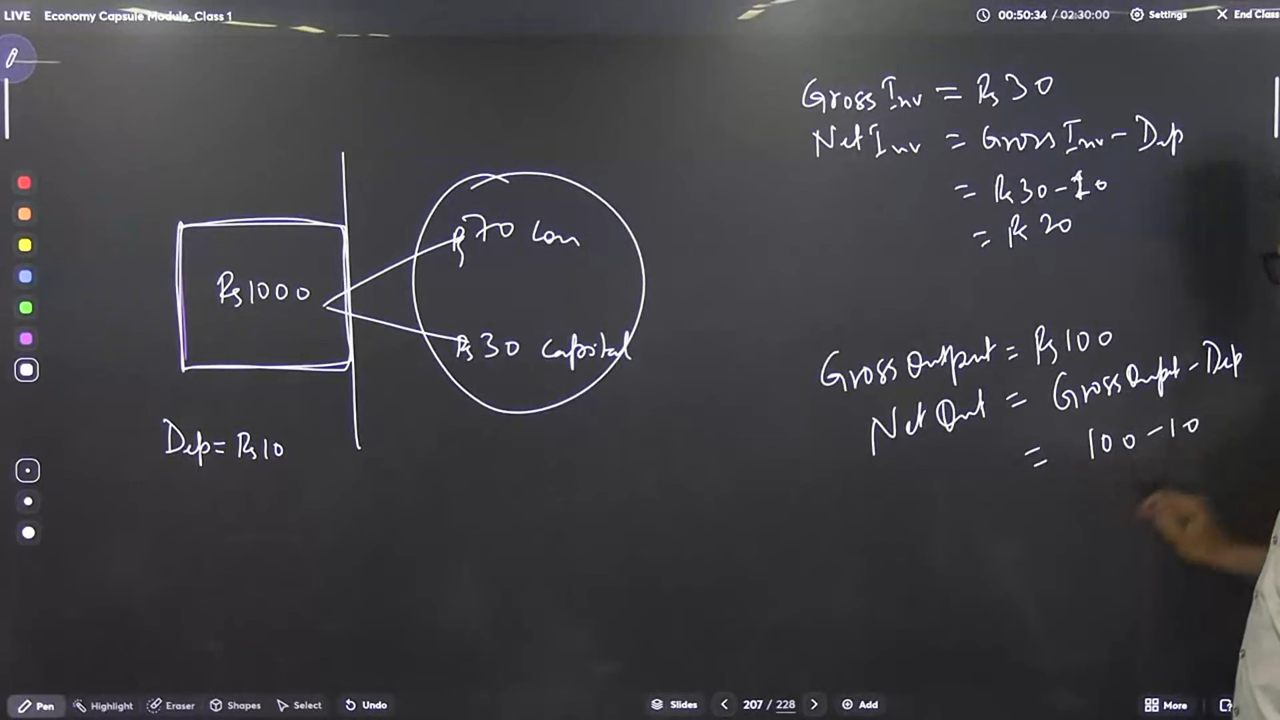 LIVE Economy Capsule Module, Class 1
00:50:34 / 02:30:00 Settings End Class
Gross Inv = Rs 30
Net Inv = Gross Inv - Dep
= Rs 30 - 10
= Rs 20
Rs 70 Con
Rs 1000
Rs 30 capital
Gross Output = Rs 100
Net Out = Gross Output - Dep
= 100 - 10
Dep = Rs 10
Pen Highlight Eraser Shapes Select Undo Slides 207 / 228 Add More